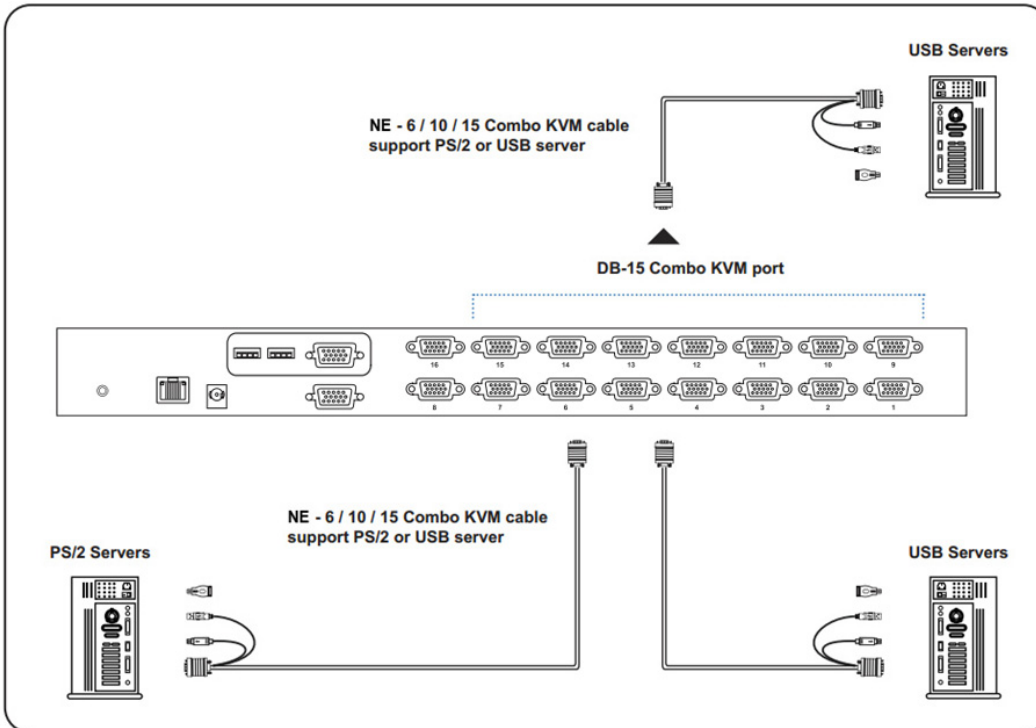 USB Servers
NE - 6 / 10 / 15 Combo KVM cable
support PS/2 or USB server
DB-15 Combo KVM port
16 15 14 13 12 11 10 9
8 7 6 5 4 3 2 1
NE - 6 / 10 / 15 Combo KVM cable
support PS/2 or USB server
PS/2 Servers
USB Servers